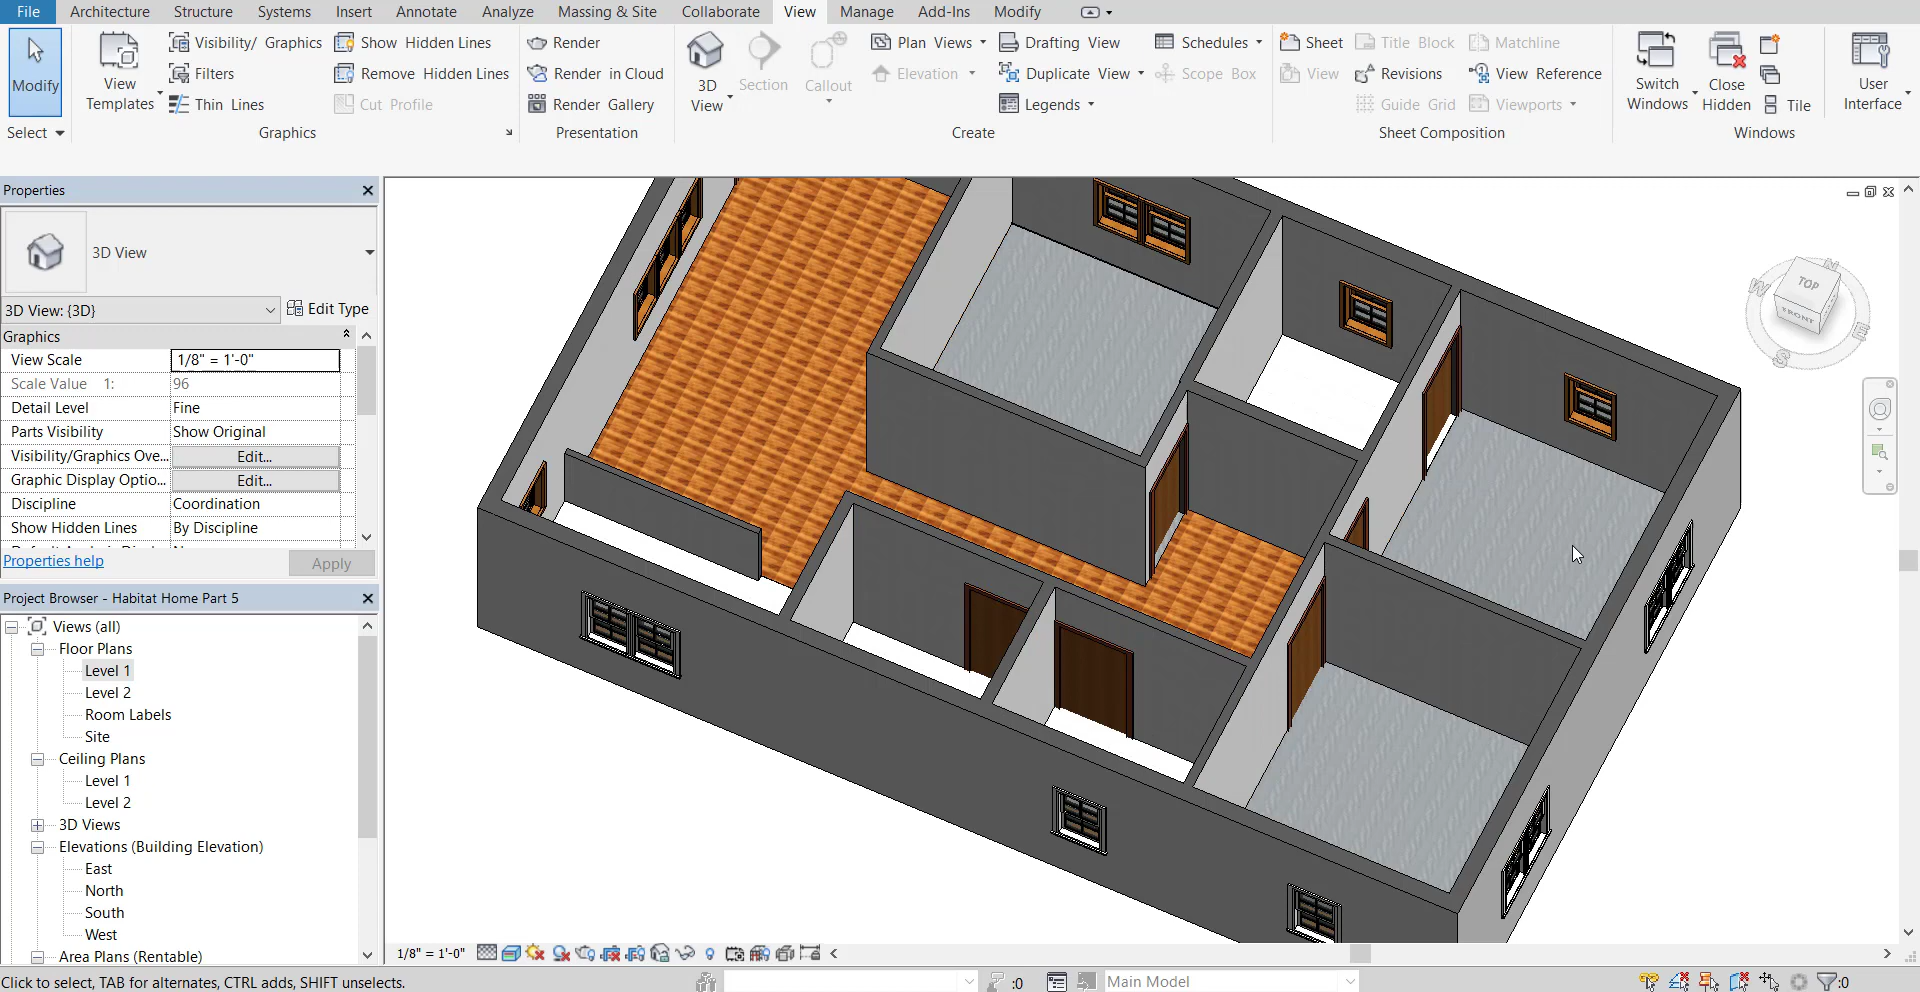 File Architecture Structure Systems Insert Annotate Analyze Massing & Site Collaborate View Manage Add-Ins Modify
Modify
Select
View
Templates
Visibility/ Graphics
Filters
Thin Lines
Show Hidden Lines
Remove Hidden Lines
Cut Profile
Graphics
Render
Render in Cloud
Render Gallery
Presentation
3D
View
Section
Callout
Plan Views
Elevation
Drafting View
Duplicate View
Legends
Schedules
Scope Box
Create
Sheet
View
Title Block
Revisions
Guide Grid
Matchline
View Reference
Viewports
Sheet Composition
Switch
Windows
Close
Hidden
Tile
Windows
User
Interface
Properties
3D View
3D View: {3D}
Edit Type
Graphics
View Scale 1/8" = 1'-0"
Scale Value 1: 96
Detail Level Fine
Parts Visibility Show Original
Visibility/Graphics Ove... Edit...
Graphic Display Optio... Edit...
Discipline Coordination
Show Hidden Lines By Discipline
Properties help
Apply
Project Browser - Habitat Home Part 5
Views (all)
Floor Plans
Level 1
Level 2
Room Labels
Site
Ceiling Plans
Level 1
Level 2
3D Views
Elevations (Building Elevation)
East
North
South
West
Area Plans (Rentable)
TOP
FRONT
N
W
E
S
1/8" = 1'-0"
Click to select, TAB for alternates, CTRL adds, SHIFT unselects.
:0
Main Model
:0